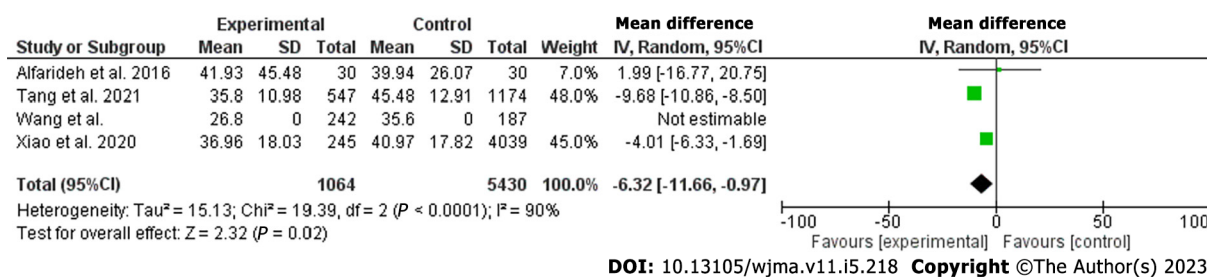 Experimental Control Mean difference Mean difference
Study or Subgroup Mean SD Total Mean SD Total Weight IV, Random, 95%CI IV, Random, 95%CI
Alfarideh et al. 2016 41.93 45.48 30 39.94 26.07 30 7.0% 1.99 [-16.77, 20.75]
Tang et al. 2021 35.8 10.98 547 45.48 12.91 1174 48.0% -9.68 [-10.86, -8.50]
Wang et al. 26.8 0 242 35.6 0 187 Not estimable
Xiao et al. 2020 36.96 18.03 245 40.97 17.82 4039 45.0% -4.01 [-6.33, -1.69]
Total (95%CI) 1064 5430 100.0% -6.32 [-11.66, -0.97]
Heterogeneity: Tau² = 15.13; Chi² = 19.39, df = 2 (P < 0.0001); I² = 90%
Test for overall effect: Z = 2.32 (P = 0.02)
-100 -50 0 50 100
Favours [experimental] Favours [control]
DOI: 10.13105/wjma.v11.i5.218 Copyright ©The Author(s) 2023